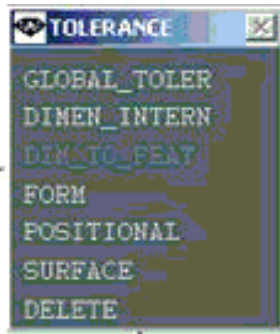 TOLERANCE
GLOBAL_TOLER
DIMEN_INTERN
DIM_TO_FEAT
FORM
POSITIONAL
SURFACE
DELETE